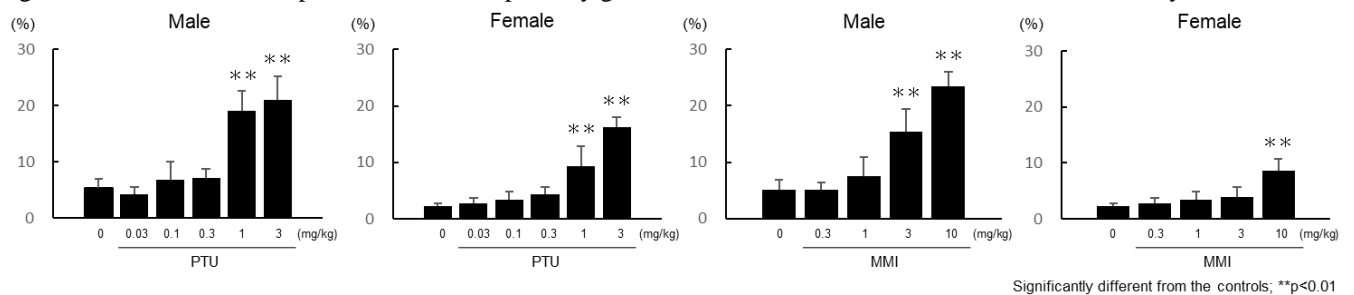 (%) Male
30
20
10
0
** **
0 0.03 0.1 0.3 1 3 (mg/kg)
PTU
(%) Female
30
20
10
0
** **
0 0.03 0.1 0.3 1 3 (mg/kg)
PTU
(%) Male
30
20
10
0
** **
0 0.3 1 3 10 (mg/kg)
MMI
(%) Female
30
20
10
0
**
0 0.3 1 3 10 (mg/kg)
MMI
Significantly different from the controls; **p<0.01